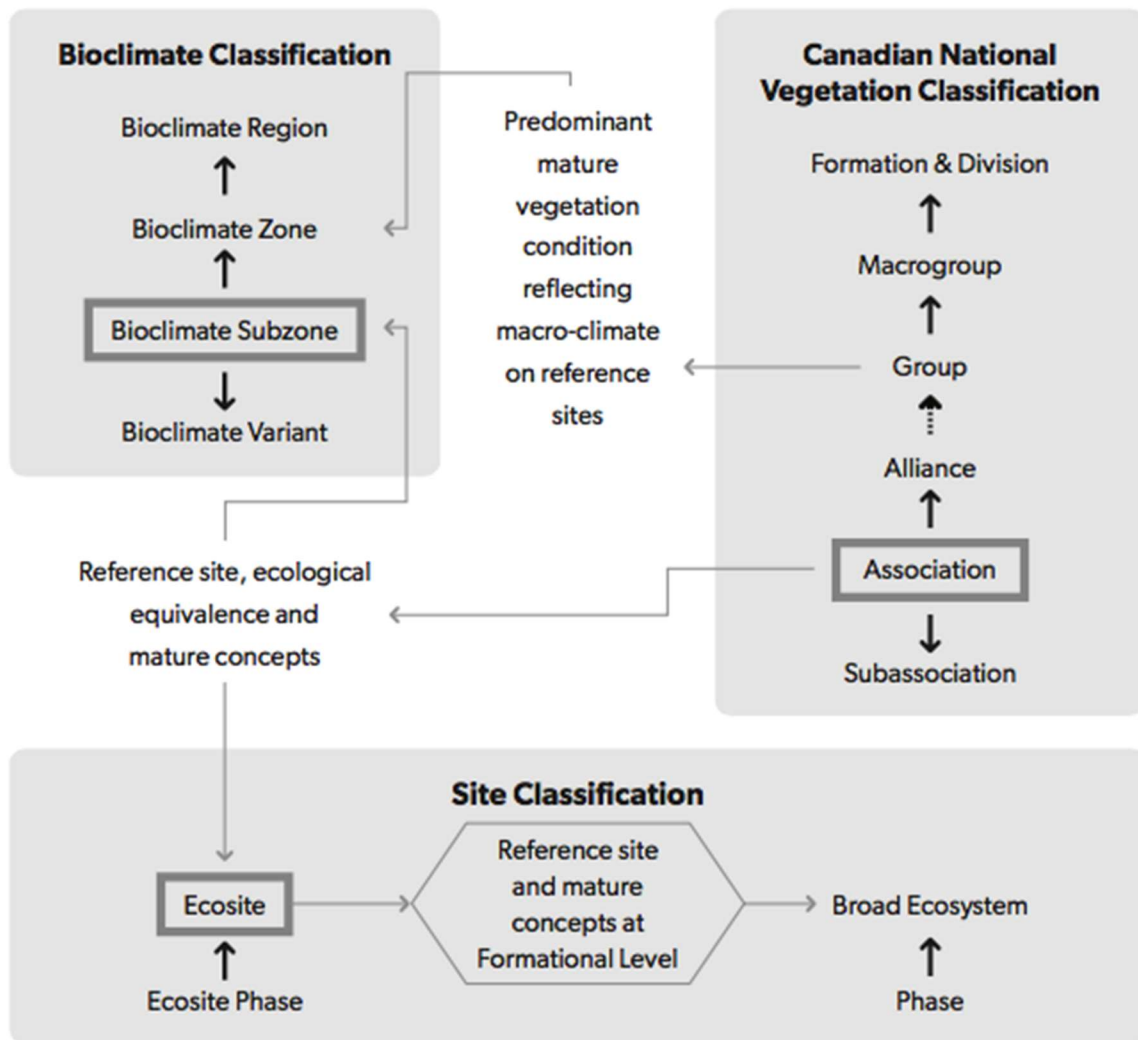 Bioclimate Classification
Bioclimate Region
Bioclimate Zone
Bioclimate Subzone
Bioclimate Variant
Predominant
mature
vegetation
condition
reflecting
macro-climate
on reference
sites
Canadian National
Vegetation Classification
Formation & Division
Macrogroup
Group
Alliance
Association
Subassociation
Reference site, ecological
equivalence and
mature concepts
Site Classification
Ecosite
Ecosite Phase
Reference site
and mature
concepts at
Formational Level
Broad Ecosystem
Phase